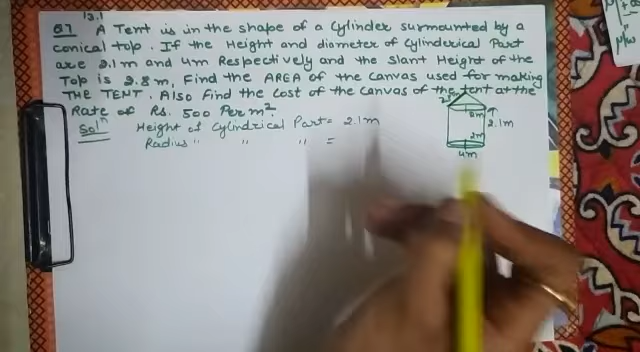 13.1
Q7 A Tent is in the shape of a Cylinder surmounted by a
conical top. If the Height and diameter of Cylinderical Part
are 2.1m and 4m Respectively and the slant Height of the
Top is 2.8m, Find the AREA of the canvas used for making
THE TENT. Also Find the cost of the canvas of the tent at the
Rate of Rs. 500 Per m².
Solⁿ Height of Cylindrical Part = 2.1m
Radius " " " =
2m
2.1m
2m
4m